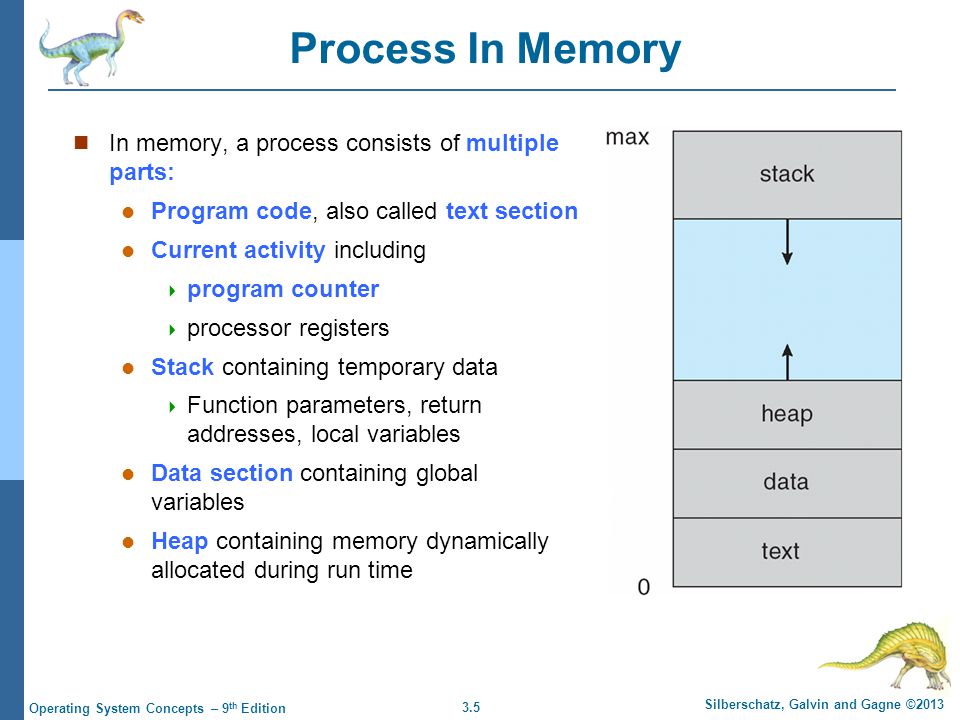 Process In Memory
In memory, a process consists of multiple
parts:
Program code, also called text section
Current activity including
program counter
processor registers
Stack containing temporary data
Function parameters, return
addresses, local variables
Data section containing global
variables
Heap containing memory dynamically
allocated during run time
max
stack
heap
data
text
0
Operating System Concepts – 9th Edition
3.5
Silberschatz, Galvin and Gagne ©2013